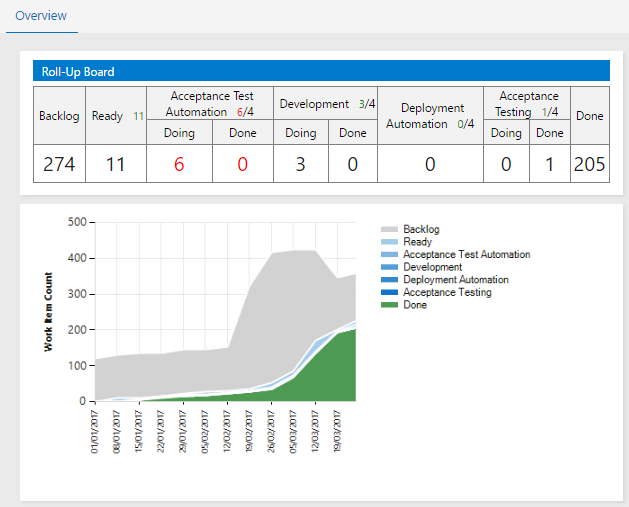 Overview
Roll-Up Board
Backlog
Ready 11
Acceptance Test
Automation 6/4
Development 3/4
Deployment
Automation 0/4
Acceptance
Testing 1/4
Done
Doing
Done
Doing
Done
Doing
Done
274
11
6
0
3
0
0
0
1
205
500
400
300
200
100
0
Work Item Count
01/01/2017
08/01/2017
15/01/2017
22/01/2017
29/01/2017
05/02/2017
12/02/2017
19/02/2017
26/02/2017
05/03/2017
12/03/2017
19/03/2017
Backlog
Ready
Acceptance Test Automation
Development
Deployment Automation
Acceptance Testing
Done